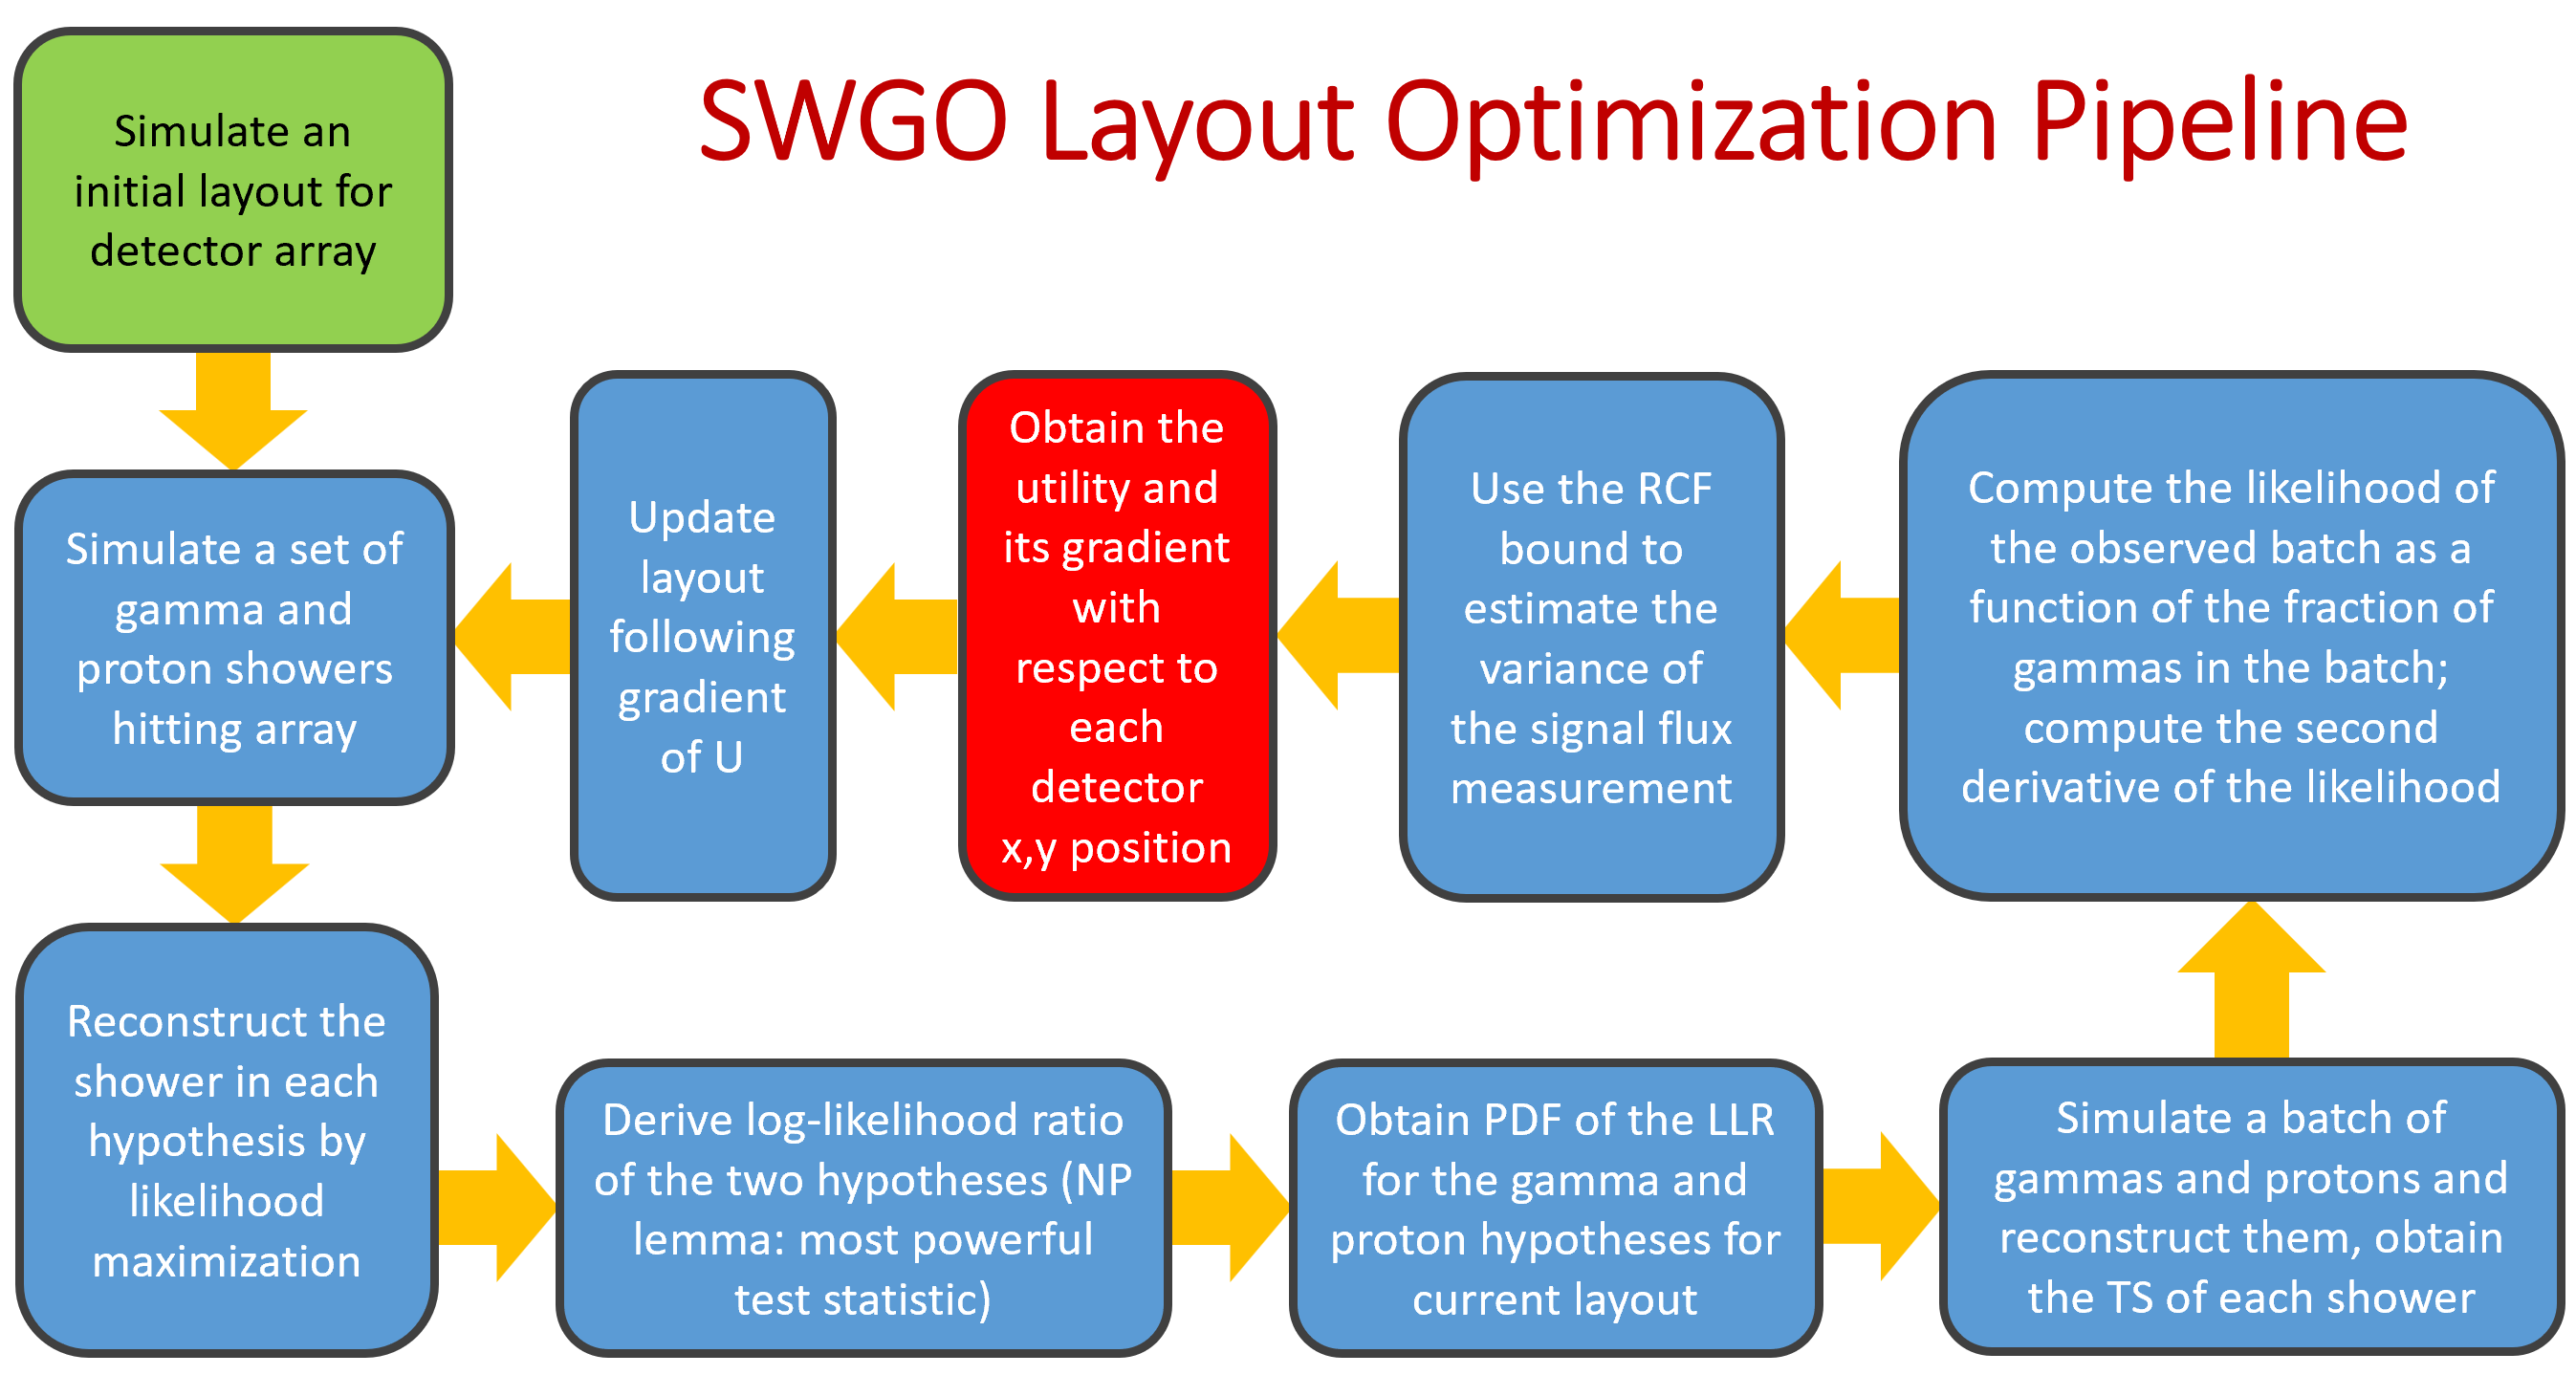 SWGO Layout Optimization Pipeline
Simulate an
initial layout for
detector array
Simulate a set of
gamma and
proton showers
hitting array
Reconstruct the
shower in each
hypothesis by
likelihood
maximization
Derive log-likelihood ratio
of the two hypotheses (NP
lemma: most powerful
test statistic)
Obtain PDF of the LLR
for the gamma and
proton hypotheses for
current layout
Simulate a batch of
gammas and protons and
reconstruct them, obtain
the TS of each shower
Compute the likelihood of
the observed batch as a
function of the fraction of
gammas in the batch;
compute the second
derivative of the likelihood
Use the RCF
bound to
estimate the
variance of
the signal flux
measurement
Obtain the
utility and
its gradient
with
respect to
each
detector
x,y position
Update
layout
following
gradient
of U